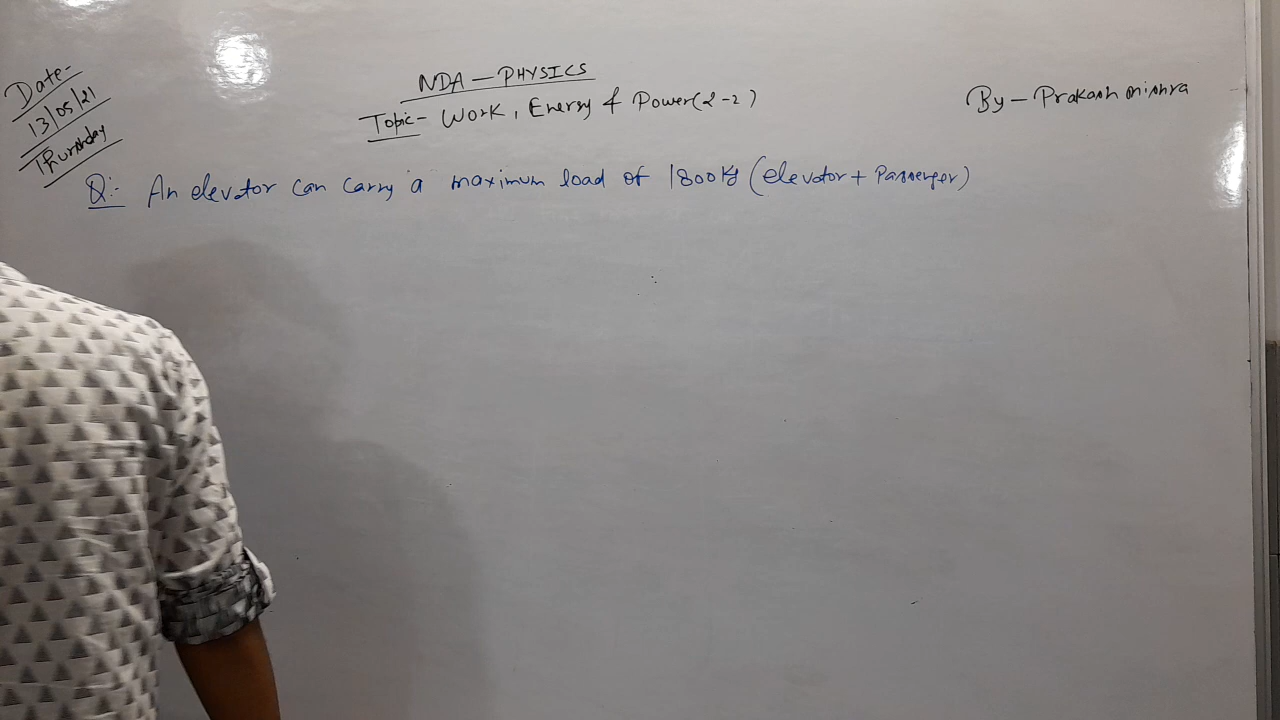 Date-
13/05/21
Thursday
NDA - PHYSICS
Topic- Work, Energy & Power(2-2)
By - Prakash mishra
Q:- An elevator can carry a maximum load of 1800kg (elevator + Passenger)